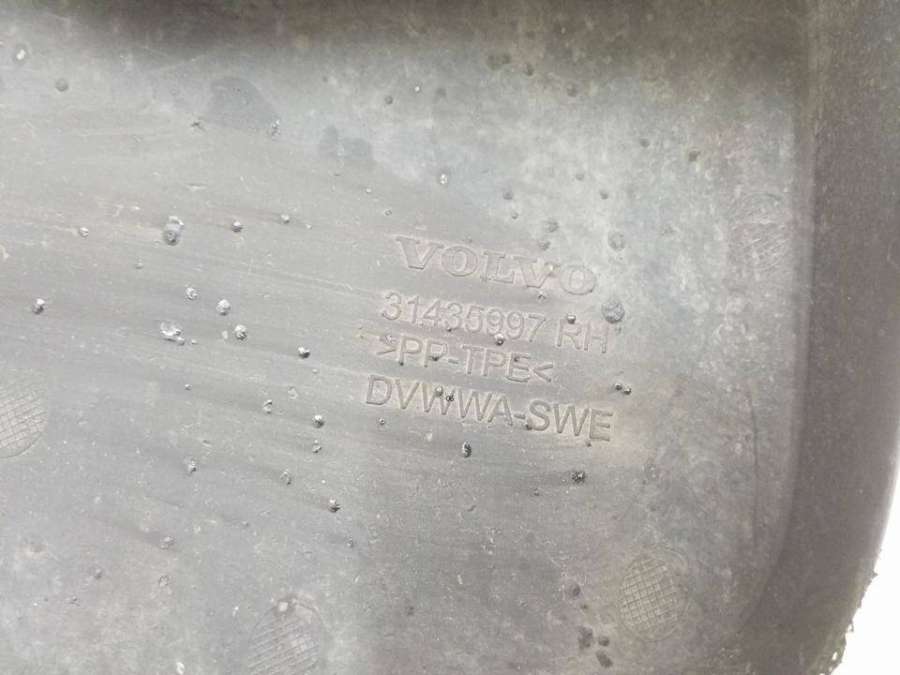 VOLVO
31435997 RH
>PP-TPE<
DVWWA-SWE